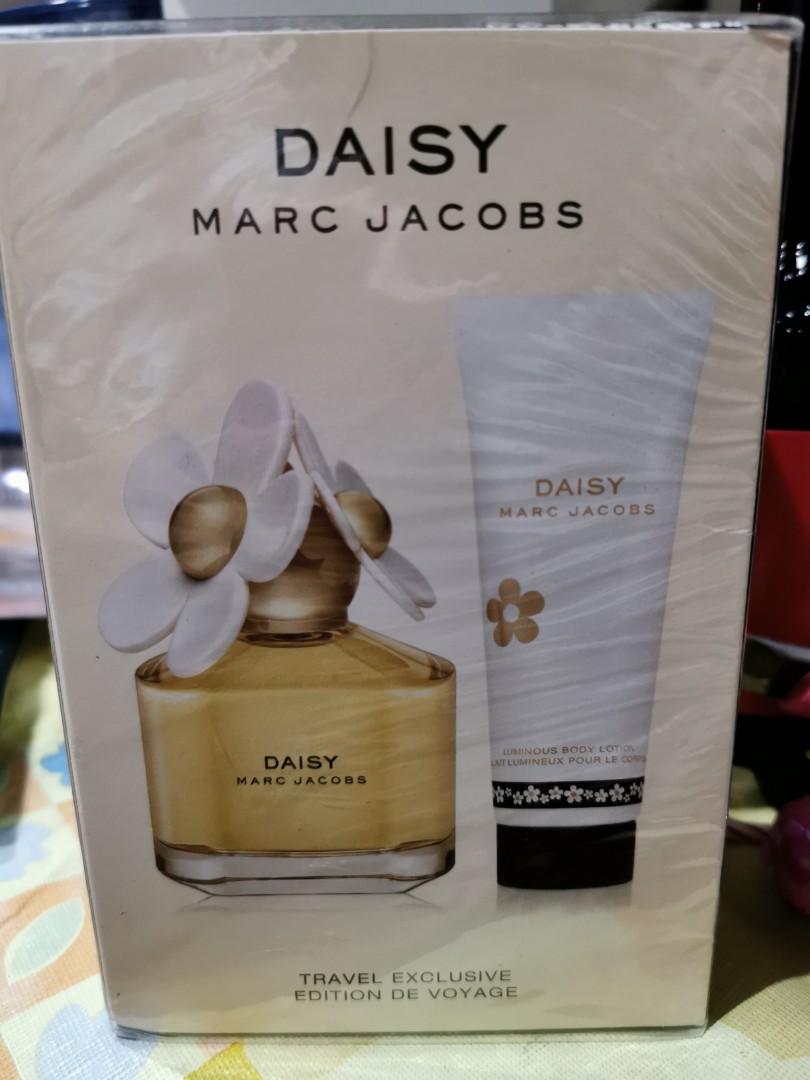 DAISY
MARC JACOBS
DAISY
MARC JACOBS
LUMINOUS BODY LOTION
LAIT LUMINEUX POUR LE CORPS
DAISY
MARC JACOBS
TRAVEL EXCLUSIVE
EDITION DE VOYAGE